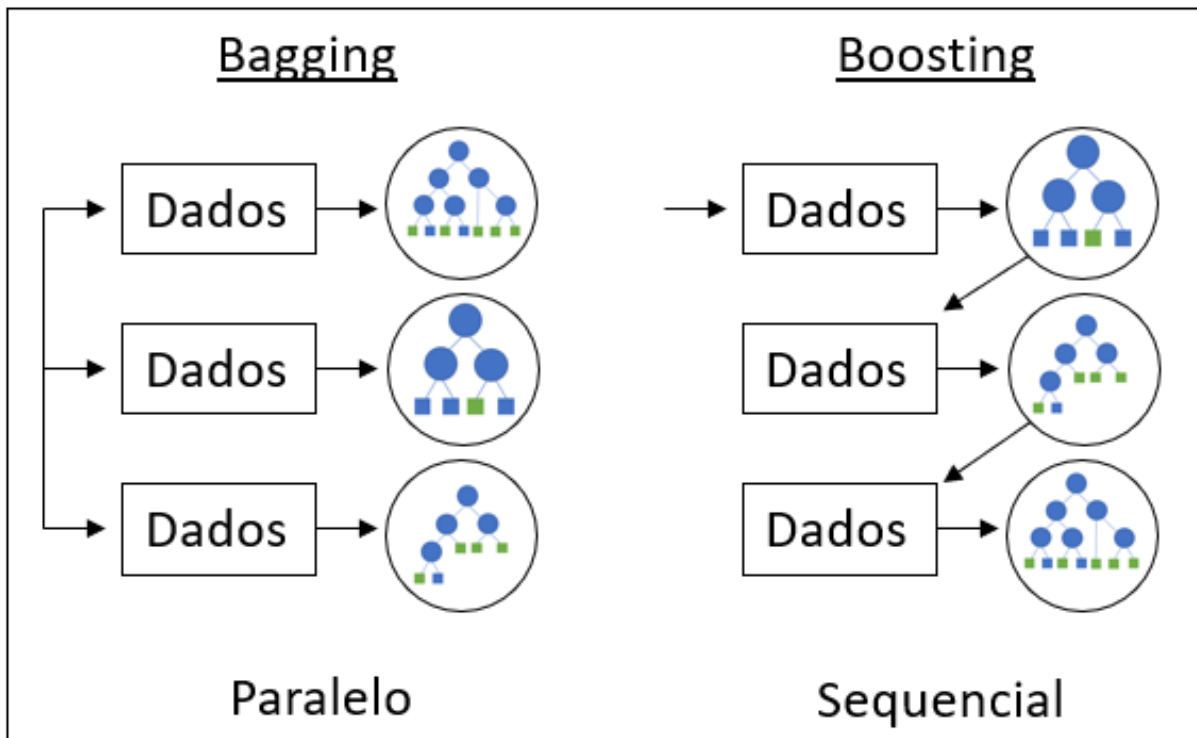 Bagging
Dados
Dados
Dados
Paralelo
Boosting
Dados
Dados
Dados
Sequencial